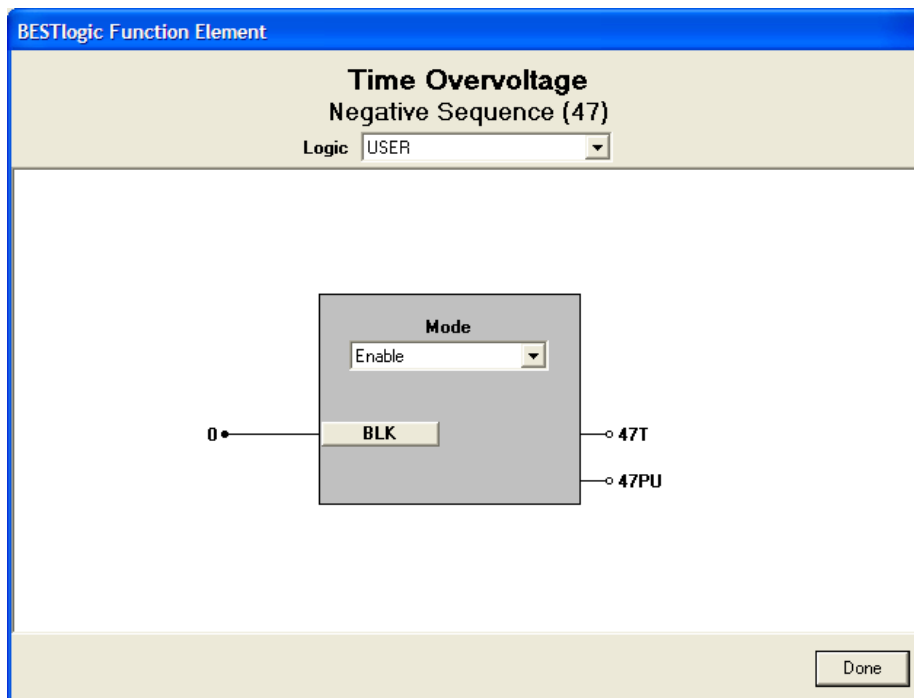 BESTlogic Function Element
Time Overvoltage
Negative Sequence (47)
Logic USER
Mode
Enable
0 BLK 47T
47PU
Done